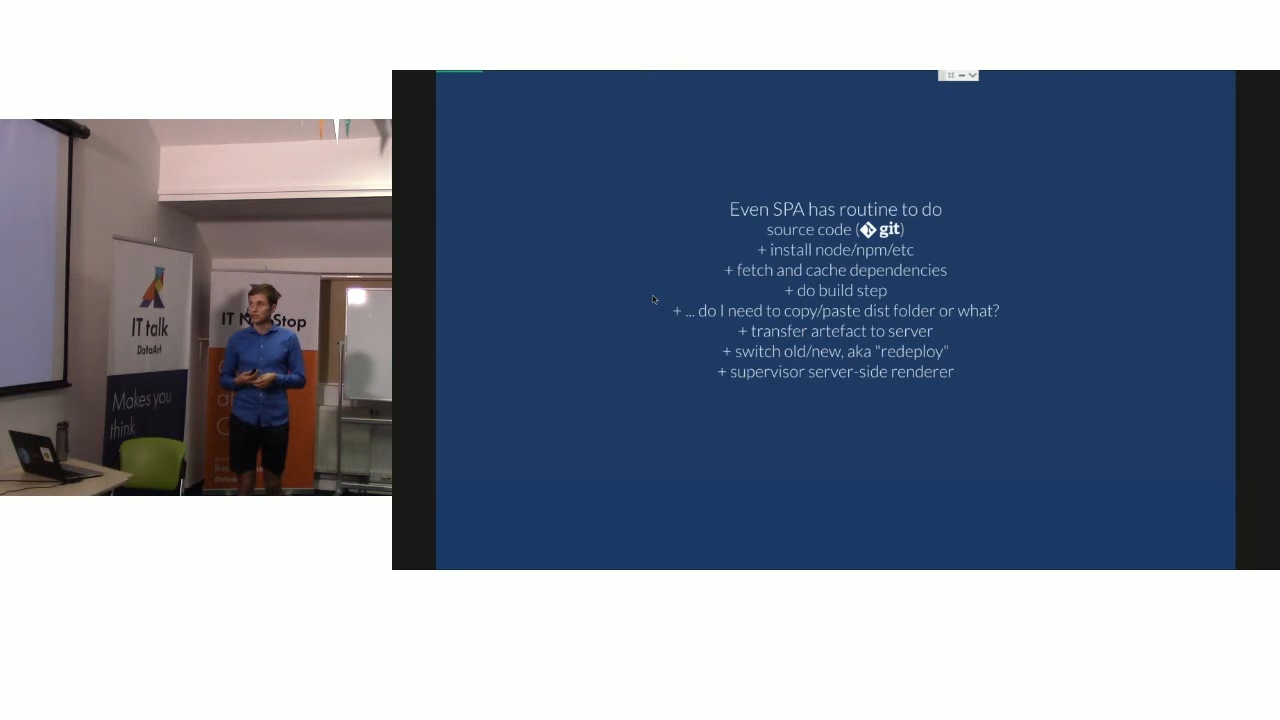 IT talk
DataArt
Makes you
think
IT N Stop
Even SPA has routine to do
source code (git)
+ install node/npm/etc
+ fetch and cache dependencies
+ do build step
+ ... do I need to copy/paste dist folder or what?
+ transfer artefact to server
+ switch old/new, aka "redeploy"
+ supervisor server-side renderer